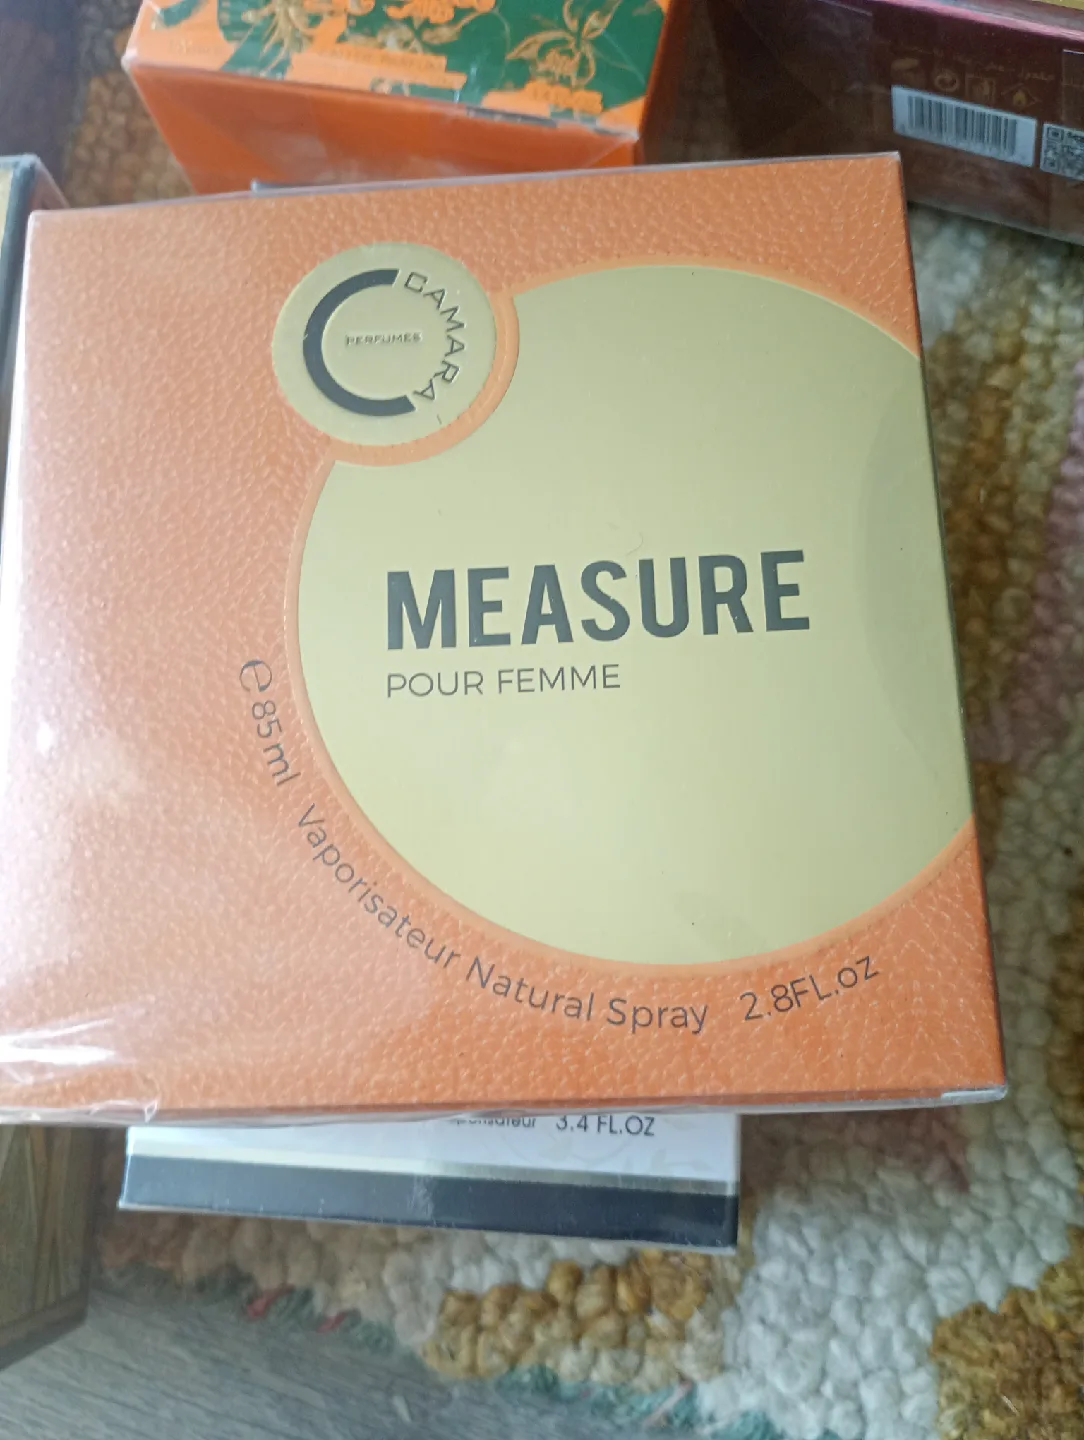 CAMARA
PERFUMES
MEASURE
POUR FEMME
℮ 85ml Vaporisateur Natural Spray 2.8FL.oz
3.4 FL.OZ